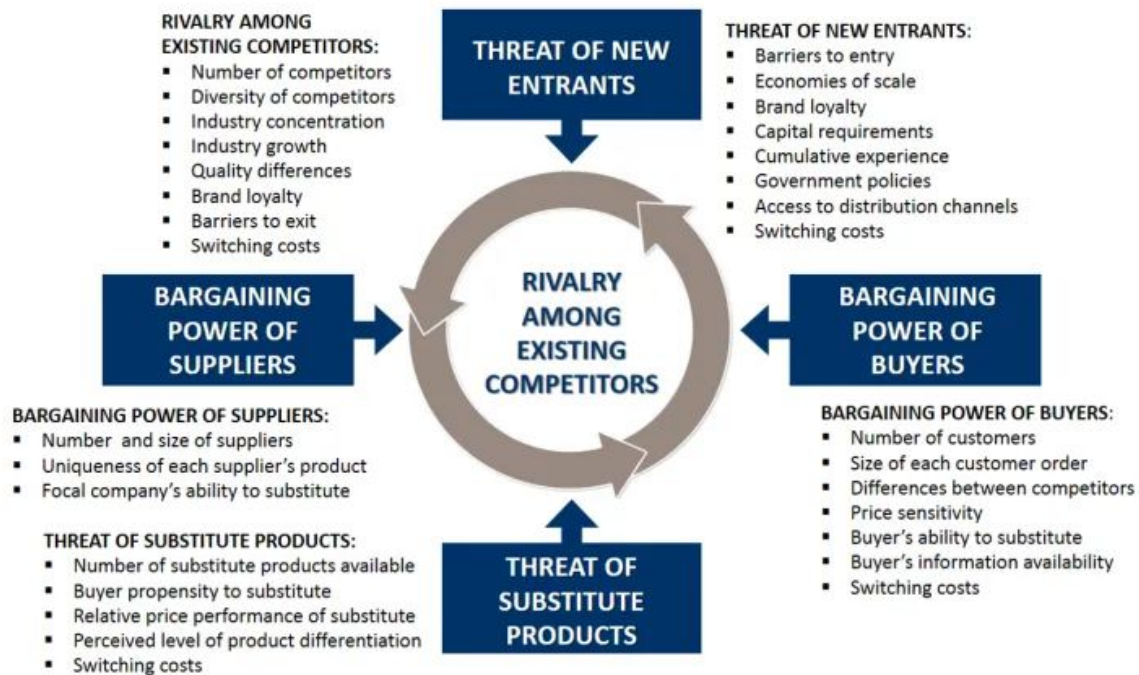 RIVALRY AMONG
EXISTING COMPETITORS:
▪ Number of competitors
▪ Diversity of competitors
▪ Industry concentration
▪ Industry growth
▪ Quality differences
▪ Brand loyalty
▪ Barriers to exit
▪ Switching costs
THREAT OF NEW
ENTRANTS
THREAT OF NEW ENTRANTS:
▪ Barriers to entry
▪ Economies of scale
▪ Brand loyalty
▪ Capital requirements
▪ Cumulative experience
▪ Government policies
▪ Access to distribution channels
▪ Switching costs
BARGAINING
POWER OF
SUPPLIERS
RIVALRY
AMONG
EXISTING
COMPETITORS
BARGAINING
POWER OF
BUYERS
BARGAINING POWER OF SUPPLIERS:
▪ Number and size of suppliers
▪ Uniqueness of each supplier's product
▪ Focal company's ability to substitute
BARGAINING POWER OF BUYERS:
▪ Number of customers
▪ Size of each customer order
▪ Differences between competitors
▪ Price sensitivity
▪ Buyer's ability to substitute
▪ Buyer's information availability
▪ Switching costs
THREAT OF SUBSTITUTE PRODUCTS:
▪ Number of substitute products available
▪ Buyer propensity to substitute
▪ Relative price performance of substitute
▪ Perceived level of product differentiation
▪ Switching costs
THREAT OF
SUBSTITUTE
PRODUCTS